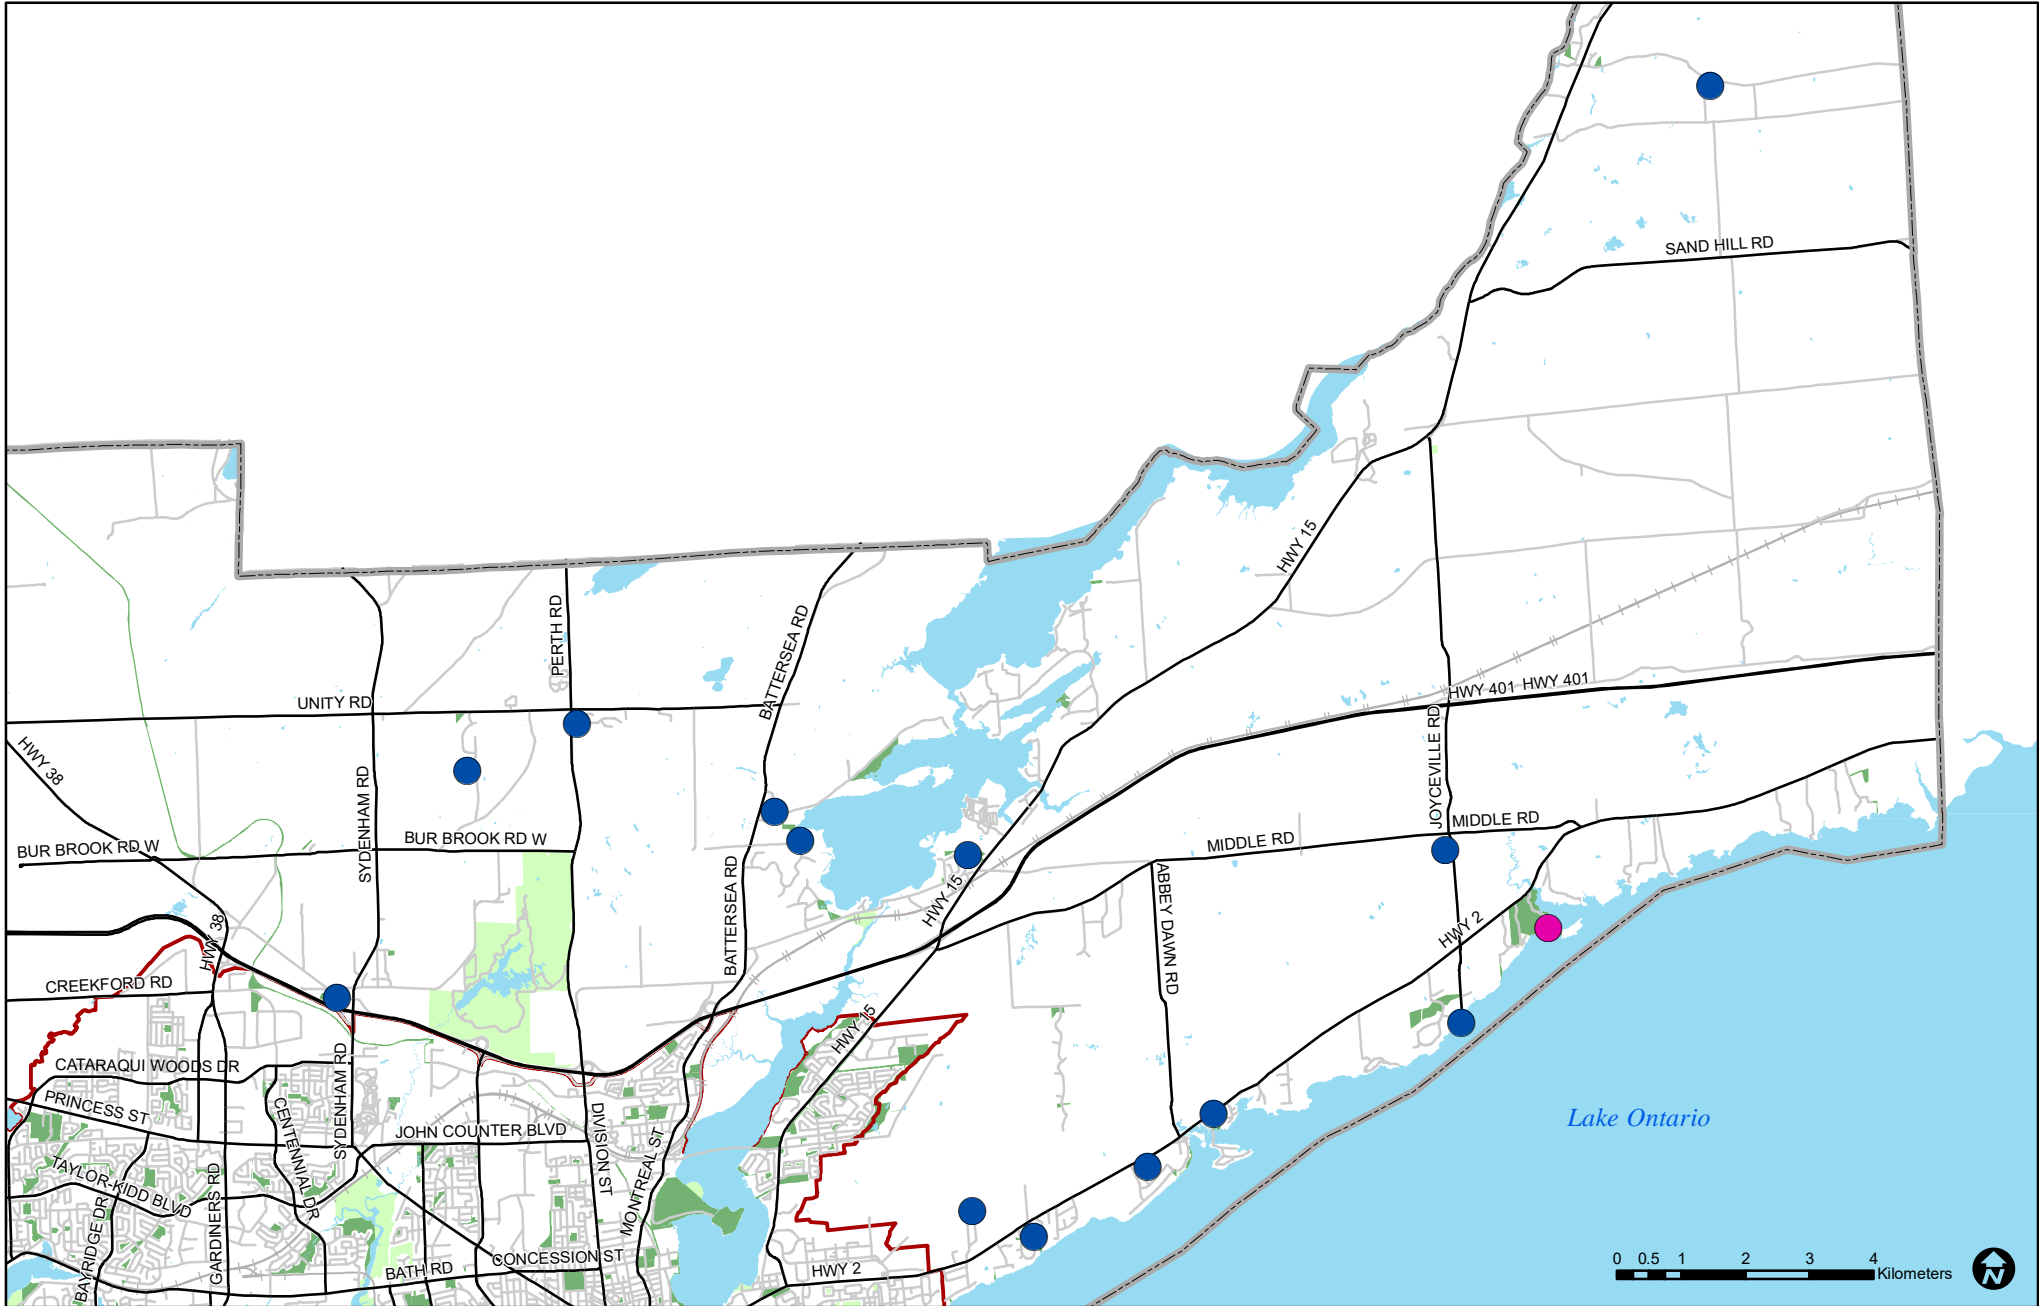 SAND HILL RD
HWY 15
PERTH RD
BATTERSEA RD
UNITY RD
HWY 401 HWY 401
HWY 38
SYDENHAM RD
JOYCEVILLE RD
BUR BROOK RD W
BUR BROOK RD W
MIDDLE RD
MIDDLE RD
BATTERSEA RD
HWY 15
ABBEY DAWN RD
HWY 38
HWY 2
CREEKFORD RD
HWY 15
CATARAQUI WOODS DR
PRINCESS ST
CENTENNIAL DR
SYDENHAM RD
JOHN COUNTER BLVD
DIVISION ST
MONTREAL ST
Lake Ontario
TAYLOR-KIDD BLVD
BAYRIDGE DR
GARDINERS RD
BATH RD
CONCESSION ST
HWY 2
0 0.5 1 2 3 4
Kilometers
N